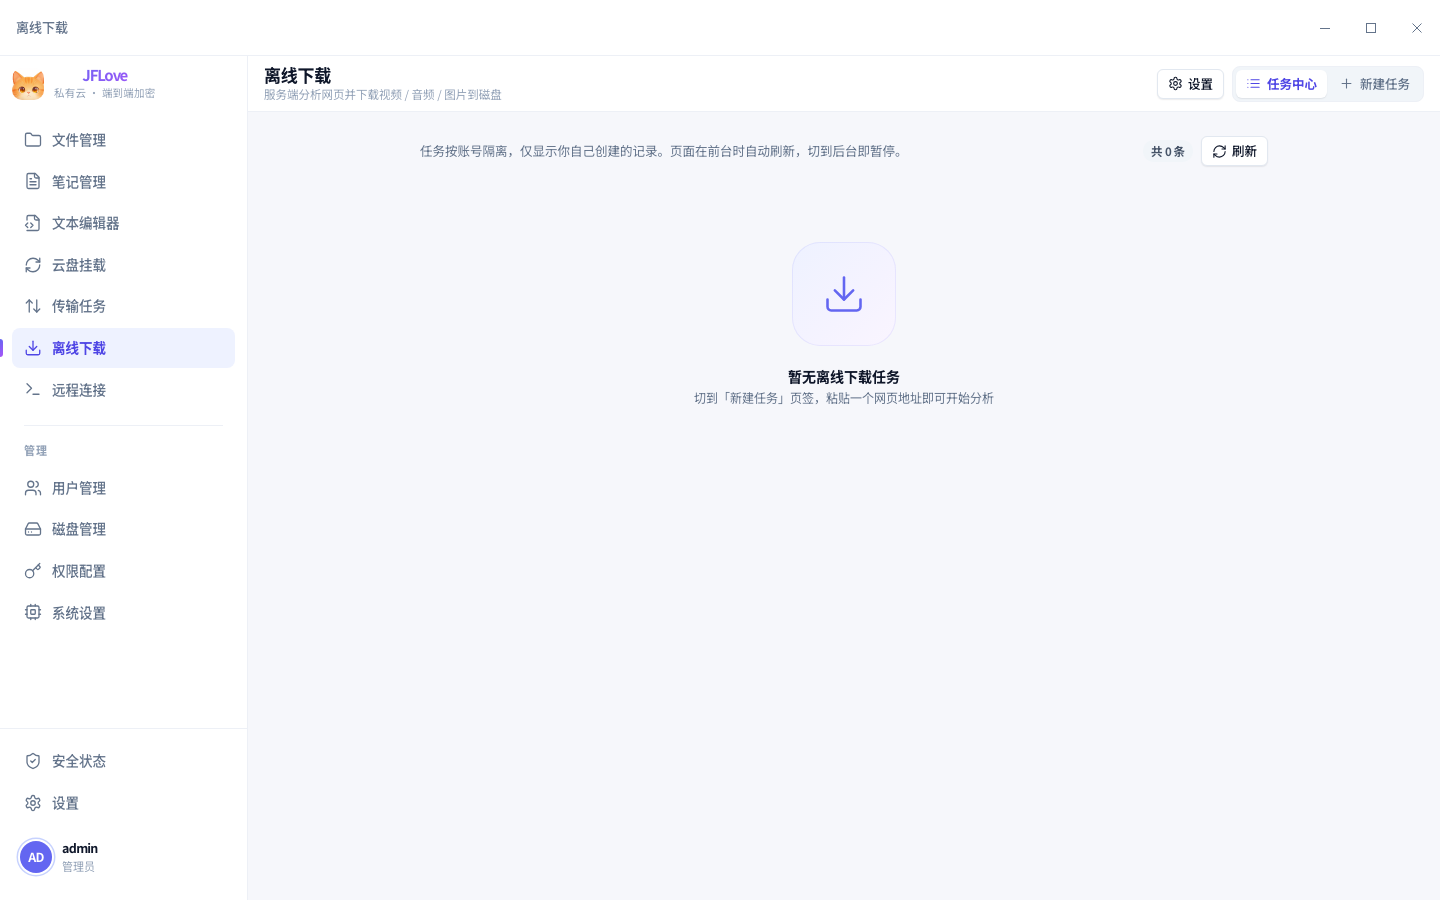 离线下载
JFLove
私有云 · 端到端加密
文件管理
笔记管理
文本编辑器
云盘挂载
传输任务
离线下载
远程连接
管理
用户管理
磁盘管理
权限配置
系统设置
安全状态
设置
AD
admin
管理员
离线下载
服务端分析网页并下载视频 / 音频 / 图片到磁盘
设置
任务中心
新建任务
任务按账号隔离，仅显示你自己创建的记录。页面在前台时自动刷新，切到后台即暂停。
共 0 条
刷新
暂无离线下载任务
切到「新建任务」页签，粘贴一个网页地址即可开始分析